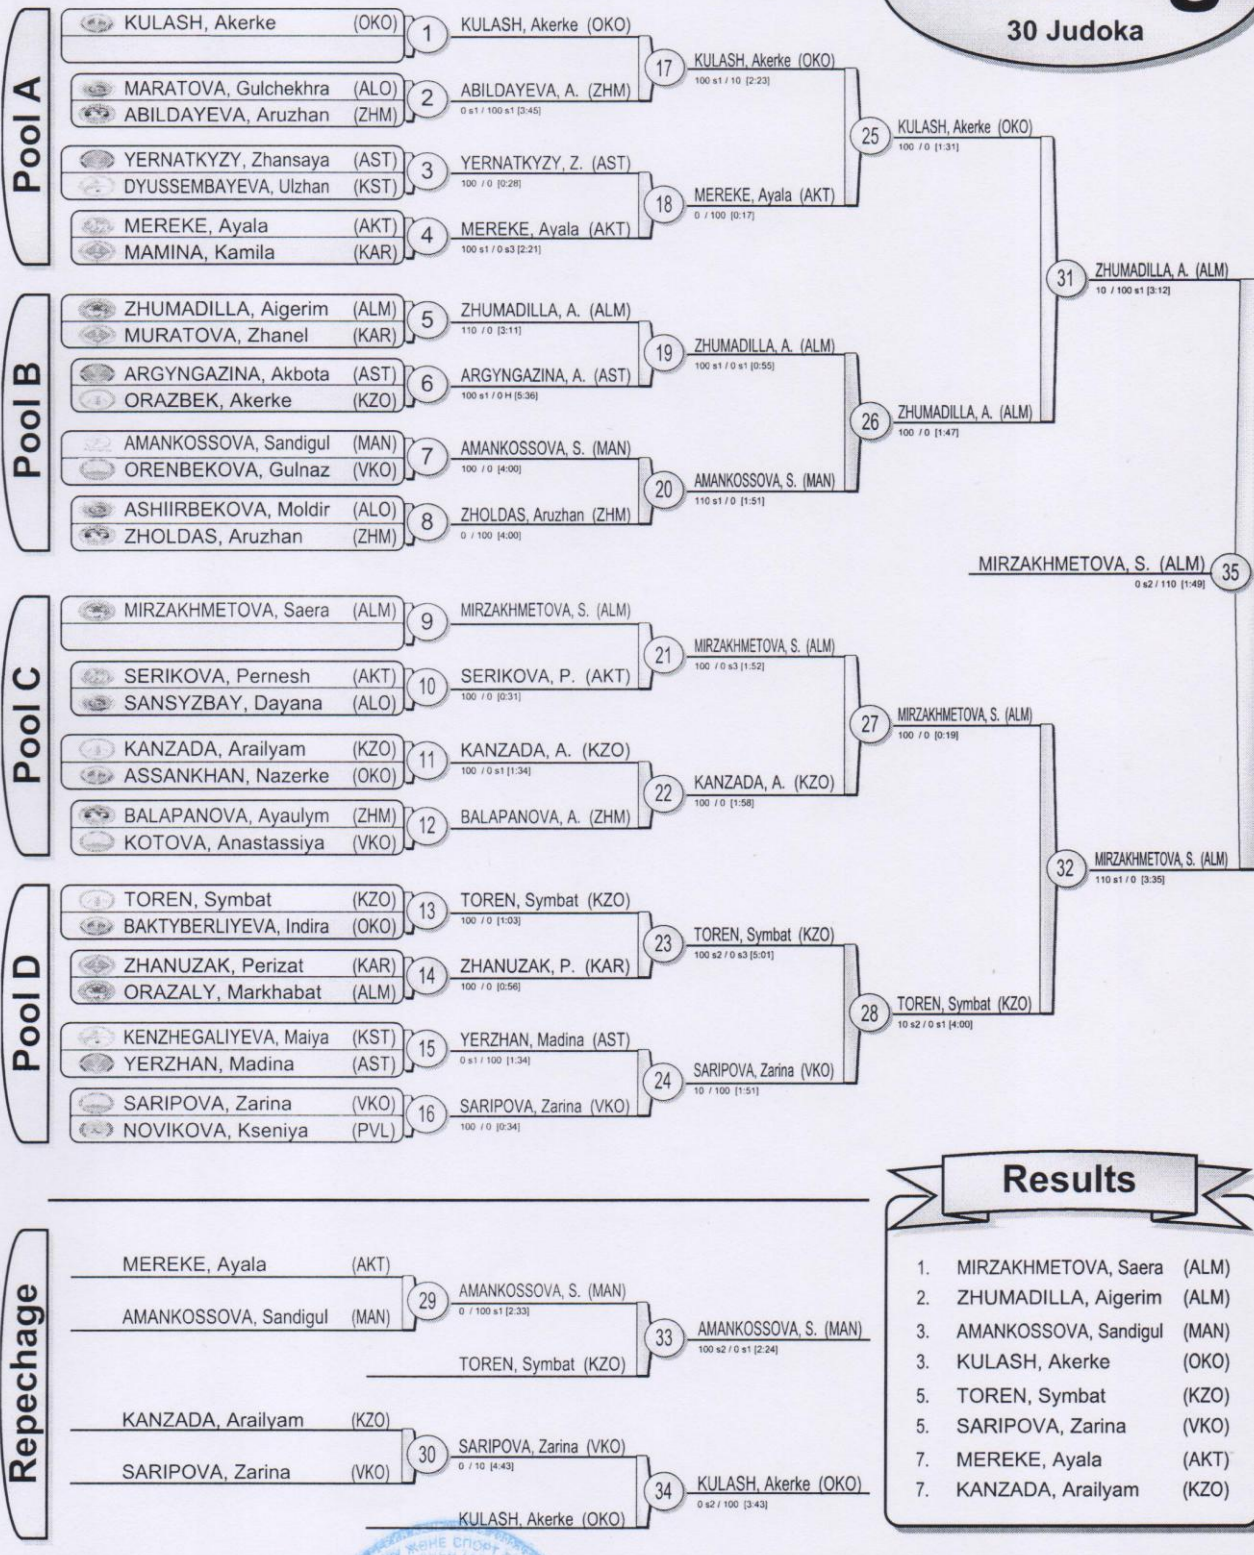 30 Judoka
Pool A
KULASH, Akerke (OKO)
MARATOVA, Gulchekhra (ALO)
ABILDAYEVA, Aruzhan (ZHM)
YERNATKYZY, Zhansaya (AST)
DYUSSEMBAYEVA, Ulzhan (KST)
MEREKE, Ayala (AKT)
MAMINA, Kamila (KAR)
1 KULASH, Akerke (OKO)
2 ABILDAYEVA, A. (ZHM)
0 s1 / 100 s1 [3:45]
3 YERNATKYZY, Z. (AST)
100 / 0 [0:28]
4 MEREKE, Ayala (AKT)
100 s1 / 0 s3 [2:21]
17 KULASH, Akerke (OKO)
100 s1 / 10 [2:23]
18 MEREKE, Ayala (AKT)
0 / 100 [0:17]
25 KULASH, Akerke (OKO)
100 / 0 [1:31]
Pool B
ZHUMADILLA, Aigerim (ALM)
MURATOVA, Zhanel (KAR)
ARGYNGAZINA, Akbota (AST)
ORAZBEK, Akerke (KZO)
AMANKOSSOVA, Sandigul (MAN)
ORENBEKOVA, Gulnaz (VKO)
ASHIIRBEKOVA, Moldir (ALO)
ZHOLDAS, Aruzhan (ZHM)
5 ZHUMADILLA, A. (ALM)
110 / 0 [3:11]
6 ARGYNGAZINA, A. (AST)
100 s1 / 0 H [5:36]
7 AMANKOSSOVA, S. (MAN)
100 / 0 [4:00]
8 ZHOLDAS, Aruzhan (ZHM)
0 / 100 [4:00]
19 ZHUMADILLA, A. (ALM)
100 s1 / 0 s1 [0:55]
20 AMANKOSSOVA, S. (MAN)
110 s1 / 0 [1:51]
26 ZHUMADILLA, A. (ALM)
100 / 0 [1:47]
31 ZHUMADILLA, A. (ALM)
10 / 100 s1 [3:12]
MIRZAKHMETOVA, S. (ALM) 35
0 s2 / 110 [1:49]
Pool C
MIRZAKHMETOVA, Saera (ALM)
SERIKOVA, Pernesh (AKT)
SANSYZBAY, Dayana (ALO)
KANZADA, Arailyam (KZO)
ASSANKHAN, Nazerke (OKO)
BALAPANOVA, Ayaulym (ZHM)
KOTOVA, Anastassiya (VKO)
9 MIRZAKHMETOVA, S. (ALM)
10 SERIKOVA, P. (AKT)
100 / 0 [0:31]
11 KANZADA, A. (KZO)
100 / 0 s1 [1:34]
12 BALAPANOVA, A. (ZHM)
21 MIRZAKHMETOVA, S. (ALM)
100 / 0 s3 [1:52]
22 KANZADA, A. (KZO)
100 / 0 [1:58]
27 MIRZAKHMETOVA, S. (ALM)
100 / 0 [0:19]
Pool D
TOREN, Symbat (KZO)
BAKTYBERLIYEVA, Indira (OKO)
ZHANUZAK, Perizat (KAR)
ORAZALY, Markhabat (ALM)
KENZHEGALIYEVA, Maiya (KST)
YERZHAN, Madina (AST)
SARIPOVA, Zarina (VKO)
NOVIKOVA, Kseniya (PVL)
13 TOREN, Symbat (KZO)
100 / 0 [1:03]
14 ZHANUZAK, P. (KAR)
100 / 0 [0:56]
15 YERZHAN, Madina (AST)
0 s1 / 100 [1:34]
16 SARIPOVA, Zarina (VKO)
100 / 0 [0:34]
23 TOREN, Symbat (KZO)
100 s2 / 0 s3 [5:01]
24 SARIPOVA, Zarina (VKO)
10 / 100 [1:51]
28 TOREN, Symbat (KZO)
10 s2 / 0 s1 [4:00]
32 MIRZAKHMETOVA, S. (ALM)
110 s1 / 0 [3:35]
Repechage
MEREKE, Ayala (AKT)
AMANKOSSOVA, Sandigul (MAN)
29 AMANKOSSOVA, S. (MAN)
0 / 100 s1 [2:33]
TOREN, Symbat (KZO)
33 AMANKOSSOVA, S. (MAN)
100 s2 / 0 s1 [2:24]
KANZADA, Arailyam (KZO)
SARIPOVA, Zarina (VKO)
30 SARIPOVA, Zarina (VKO)
0 / 10 [4:43]
KULASH, Akerke (OKO)
34 KULASH, Akerke (OKO)
0 s2 / 100 [3:43]
Results
1. MIRZAKHMETOVA, Saera (ALM)
2. ZHUMADILLA, Aigerim (ALM)
3. AMANKOSSOVA, Sandigul (MAN)
3. KULASH, Akerke (OKO)
5. TOREN, Symbat (KZO)
5. SARIPOVA, Zarina (VKO)
7. MEREKE, Ayala (AKT)
7. KANZADA, Arailyam (KZO)
ЖӘНЕ СПОРТ